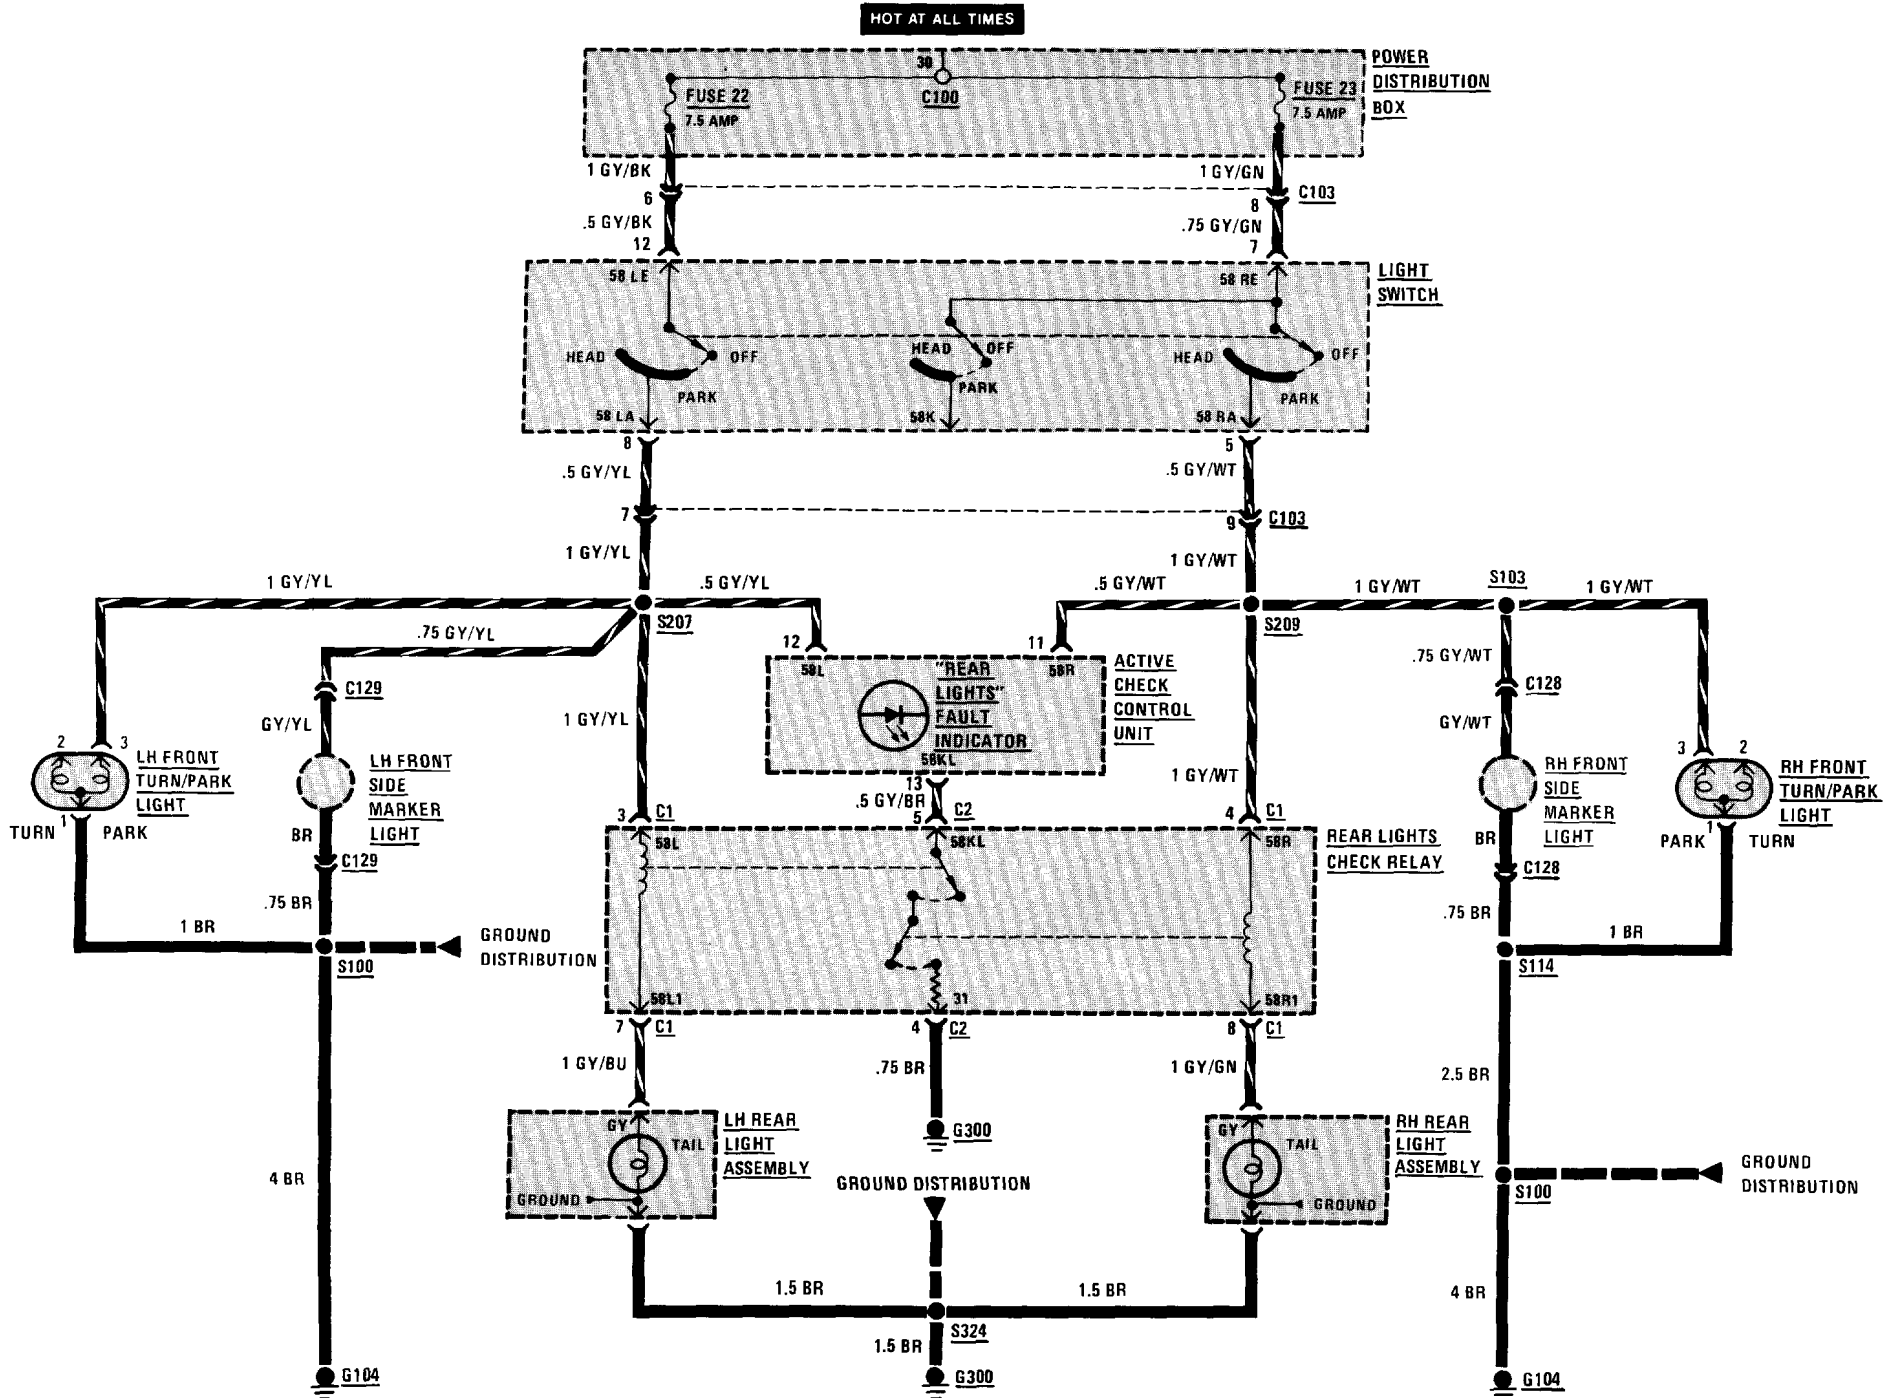 HOT AT ALL TIMES
30
C100
FUSE 22
7.5 AMP
FUSE 23
7.5 AMP
POWER
DISTRIBUTION
BOX
1 GY/BK
1 GY/GN
6
8
C103
.5 GY/BK
.75 GY/GN
12
7
58 LE
58 RE
LIGHT
SWITCH
HEAD
OFF
PARK
HEAD
OFF
PARK
HEAD
OFF
PARK
58 LA
58K
58 RA
8
5
.5 GY/YL
.5 GY/WT
7
9
C103
1 GY/YL
1 GY/WT
1 GY/YL
.5 GY/YL
.5 GY/WT
1 GY/WT
S103
1 GY/WT
S207
S209
.75 GY/YL
.75 GY/WT
12
11
58L
58R
"REAR
LIGHTS"
FAULT
INDICATOR
58KL
ACTIVE
CHECK
CONTROL
UNIT
C129
C128
GY/YL
1 GY/YL
GY/WT
1 GY/WT
2
3
LH FRONT
TURN/PARK
LIGHT
TURN
1
PARK
LH FRONT
SIDE
MARKER
LIGHT
RH FRONT
SIDE
MARKER
LIGHT
3
2
RH FRONT
TURN/PARK
LIGHT
PARK
1
TURN
13
.5 GY/BR
3
C1
5
C2
4
C1
BR
C129
BR
C128
58L
58KL
58R
REAR LIGHTS
CHECK RELAY
.75 BR
.75 BR
1 BR
1 BR
S100
GROUND
DISTRIBUTION
S114
58L1
31
58R1
7
C1
4
C2
8
C1
1 GY/BU
.75 BR
1 GY/GN
2.5 BR
GY
TAIL
GROUND
LH REAR
LIGHT
ASSEMBLY
G300
GROUND DISTRIBUTION
GY
TAIL
GROUND
RH REAR
LIGHT
ASSEMBLY
4 BR
S100
GROUND
DISTRIBUTION
1.5 BR
1.5 BR
4 BR
S324
1.5 BR
G104
G300
G104